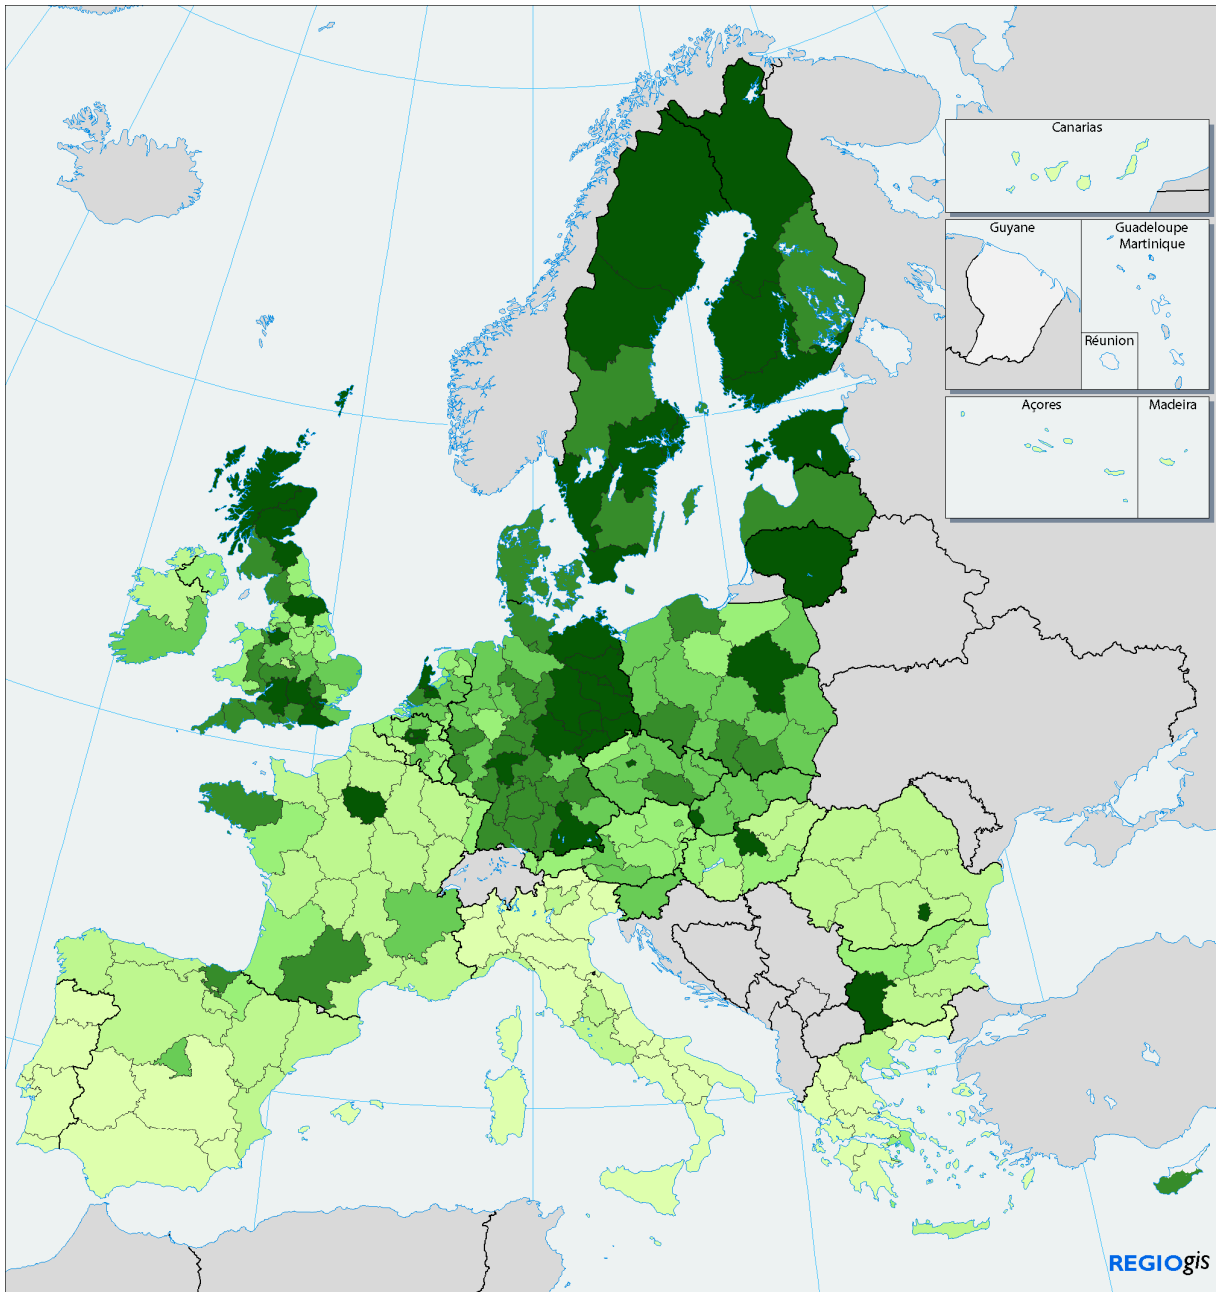 Canarias
Guyane
Guadeloupe
Martinique
Réunion
Açores
Madeira
REGIOgis